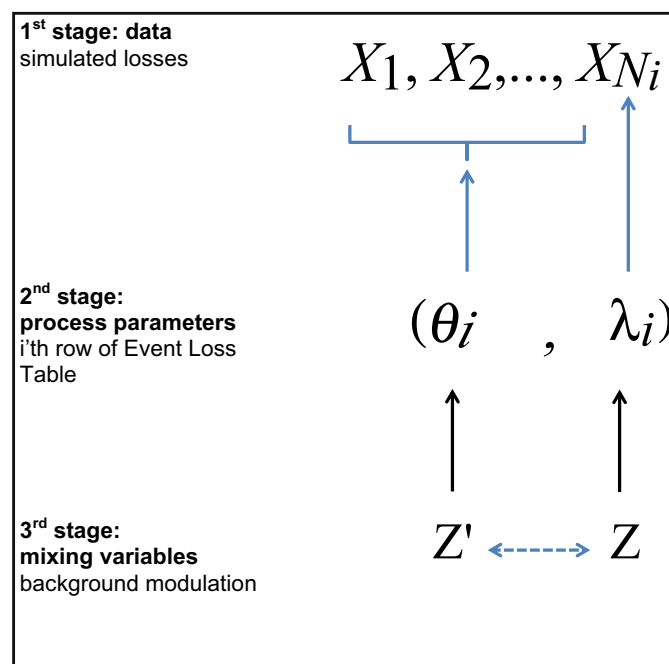 1st stage: data
simulated losses
X1, X2,..., XNi
2nd stage:
process parameters
i'th row of Event Loss
Table
(θi , λi)
3rd stage:
mixing variables
background modulation
Z' Z